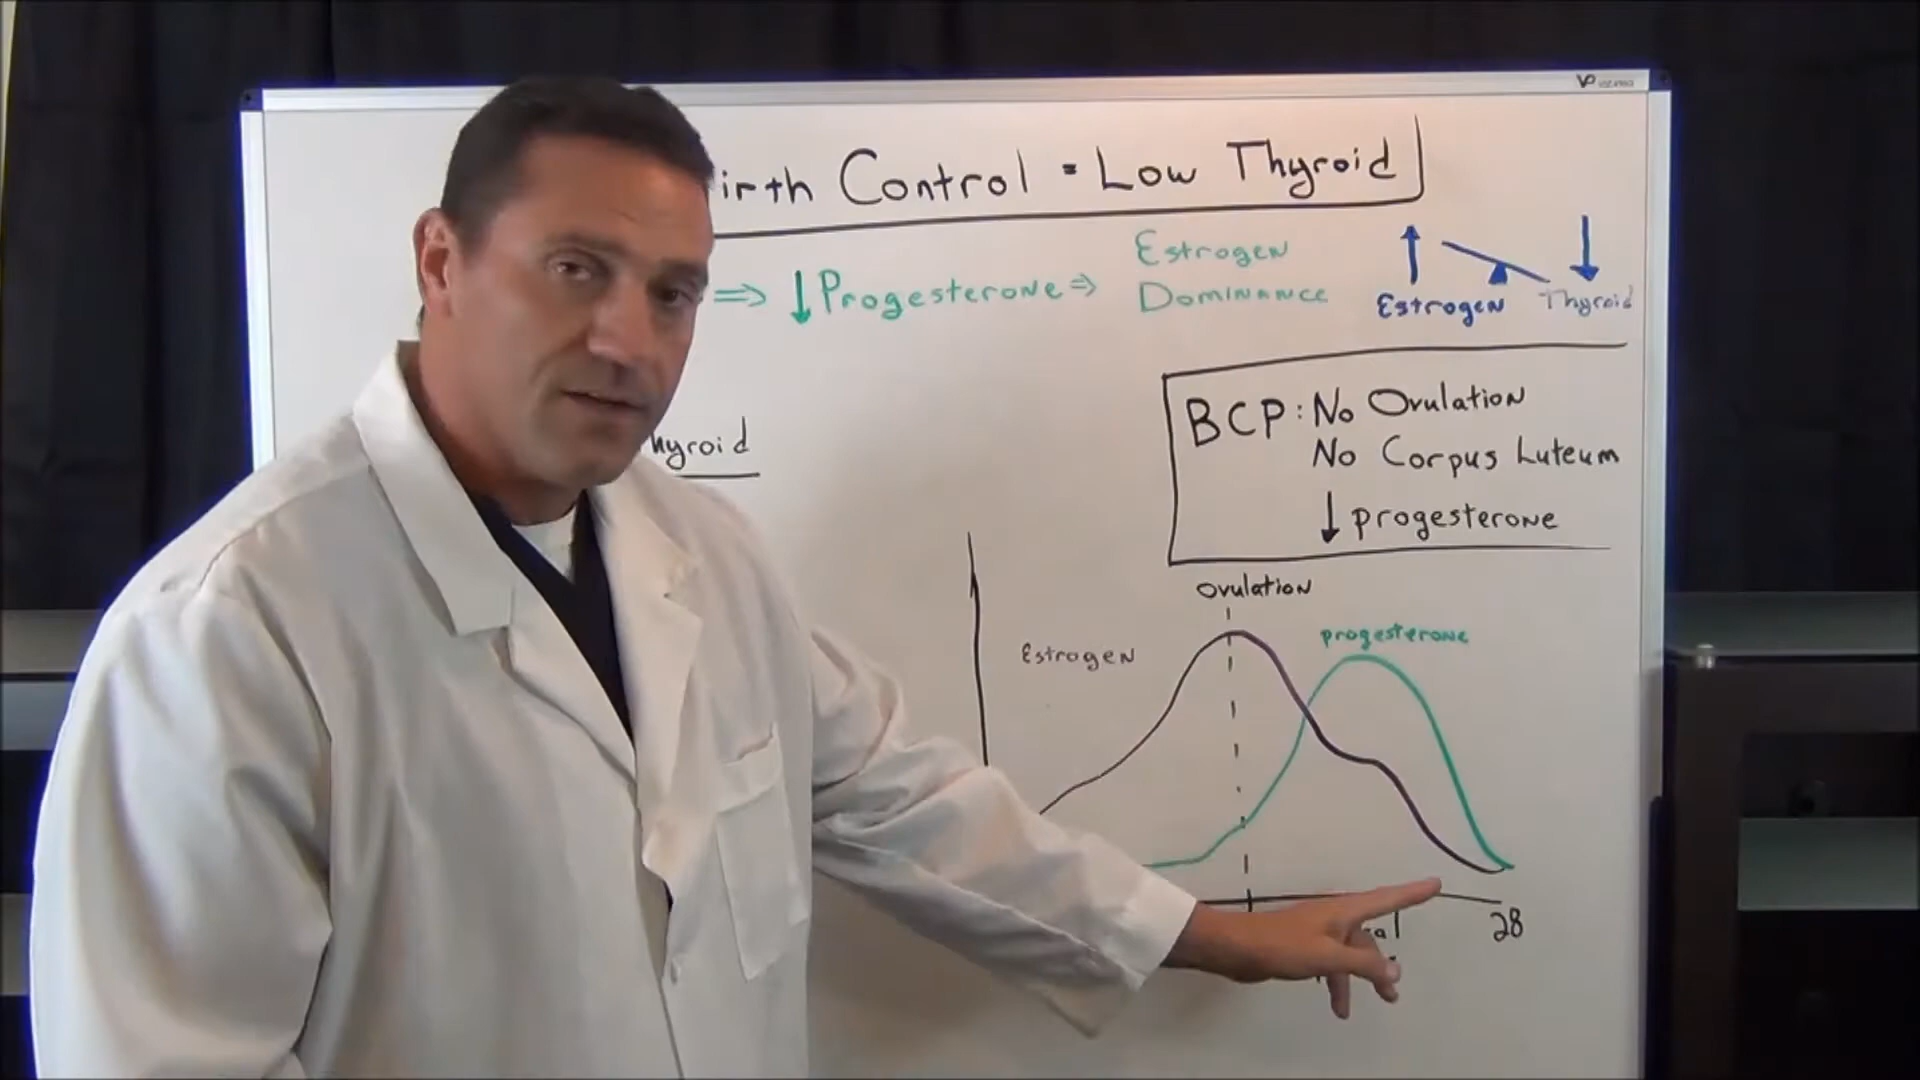 irth Control = Low Thyroid
⇒ ↓ Progesterone ⇒ Estrogen
Dominance
↑ ↓
Estrogen Thyroid
hyroid
BCP: No Ovulation
No Corpus Luteum
↓ progesterone
Ovulation
Estrogen
progesterone
al
28